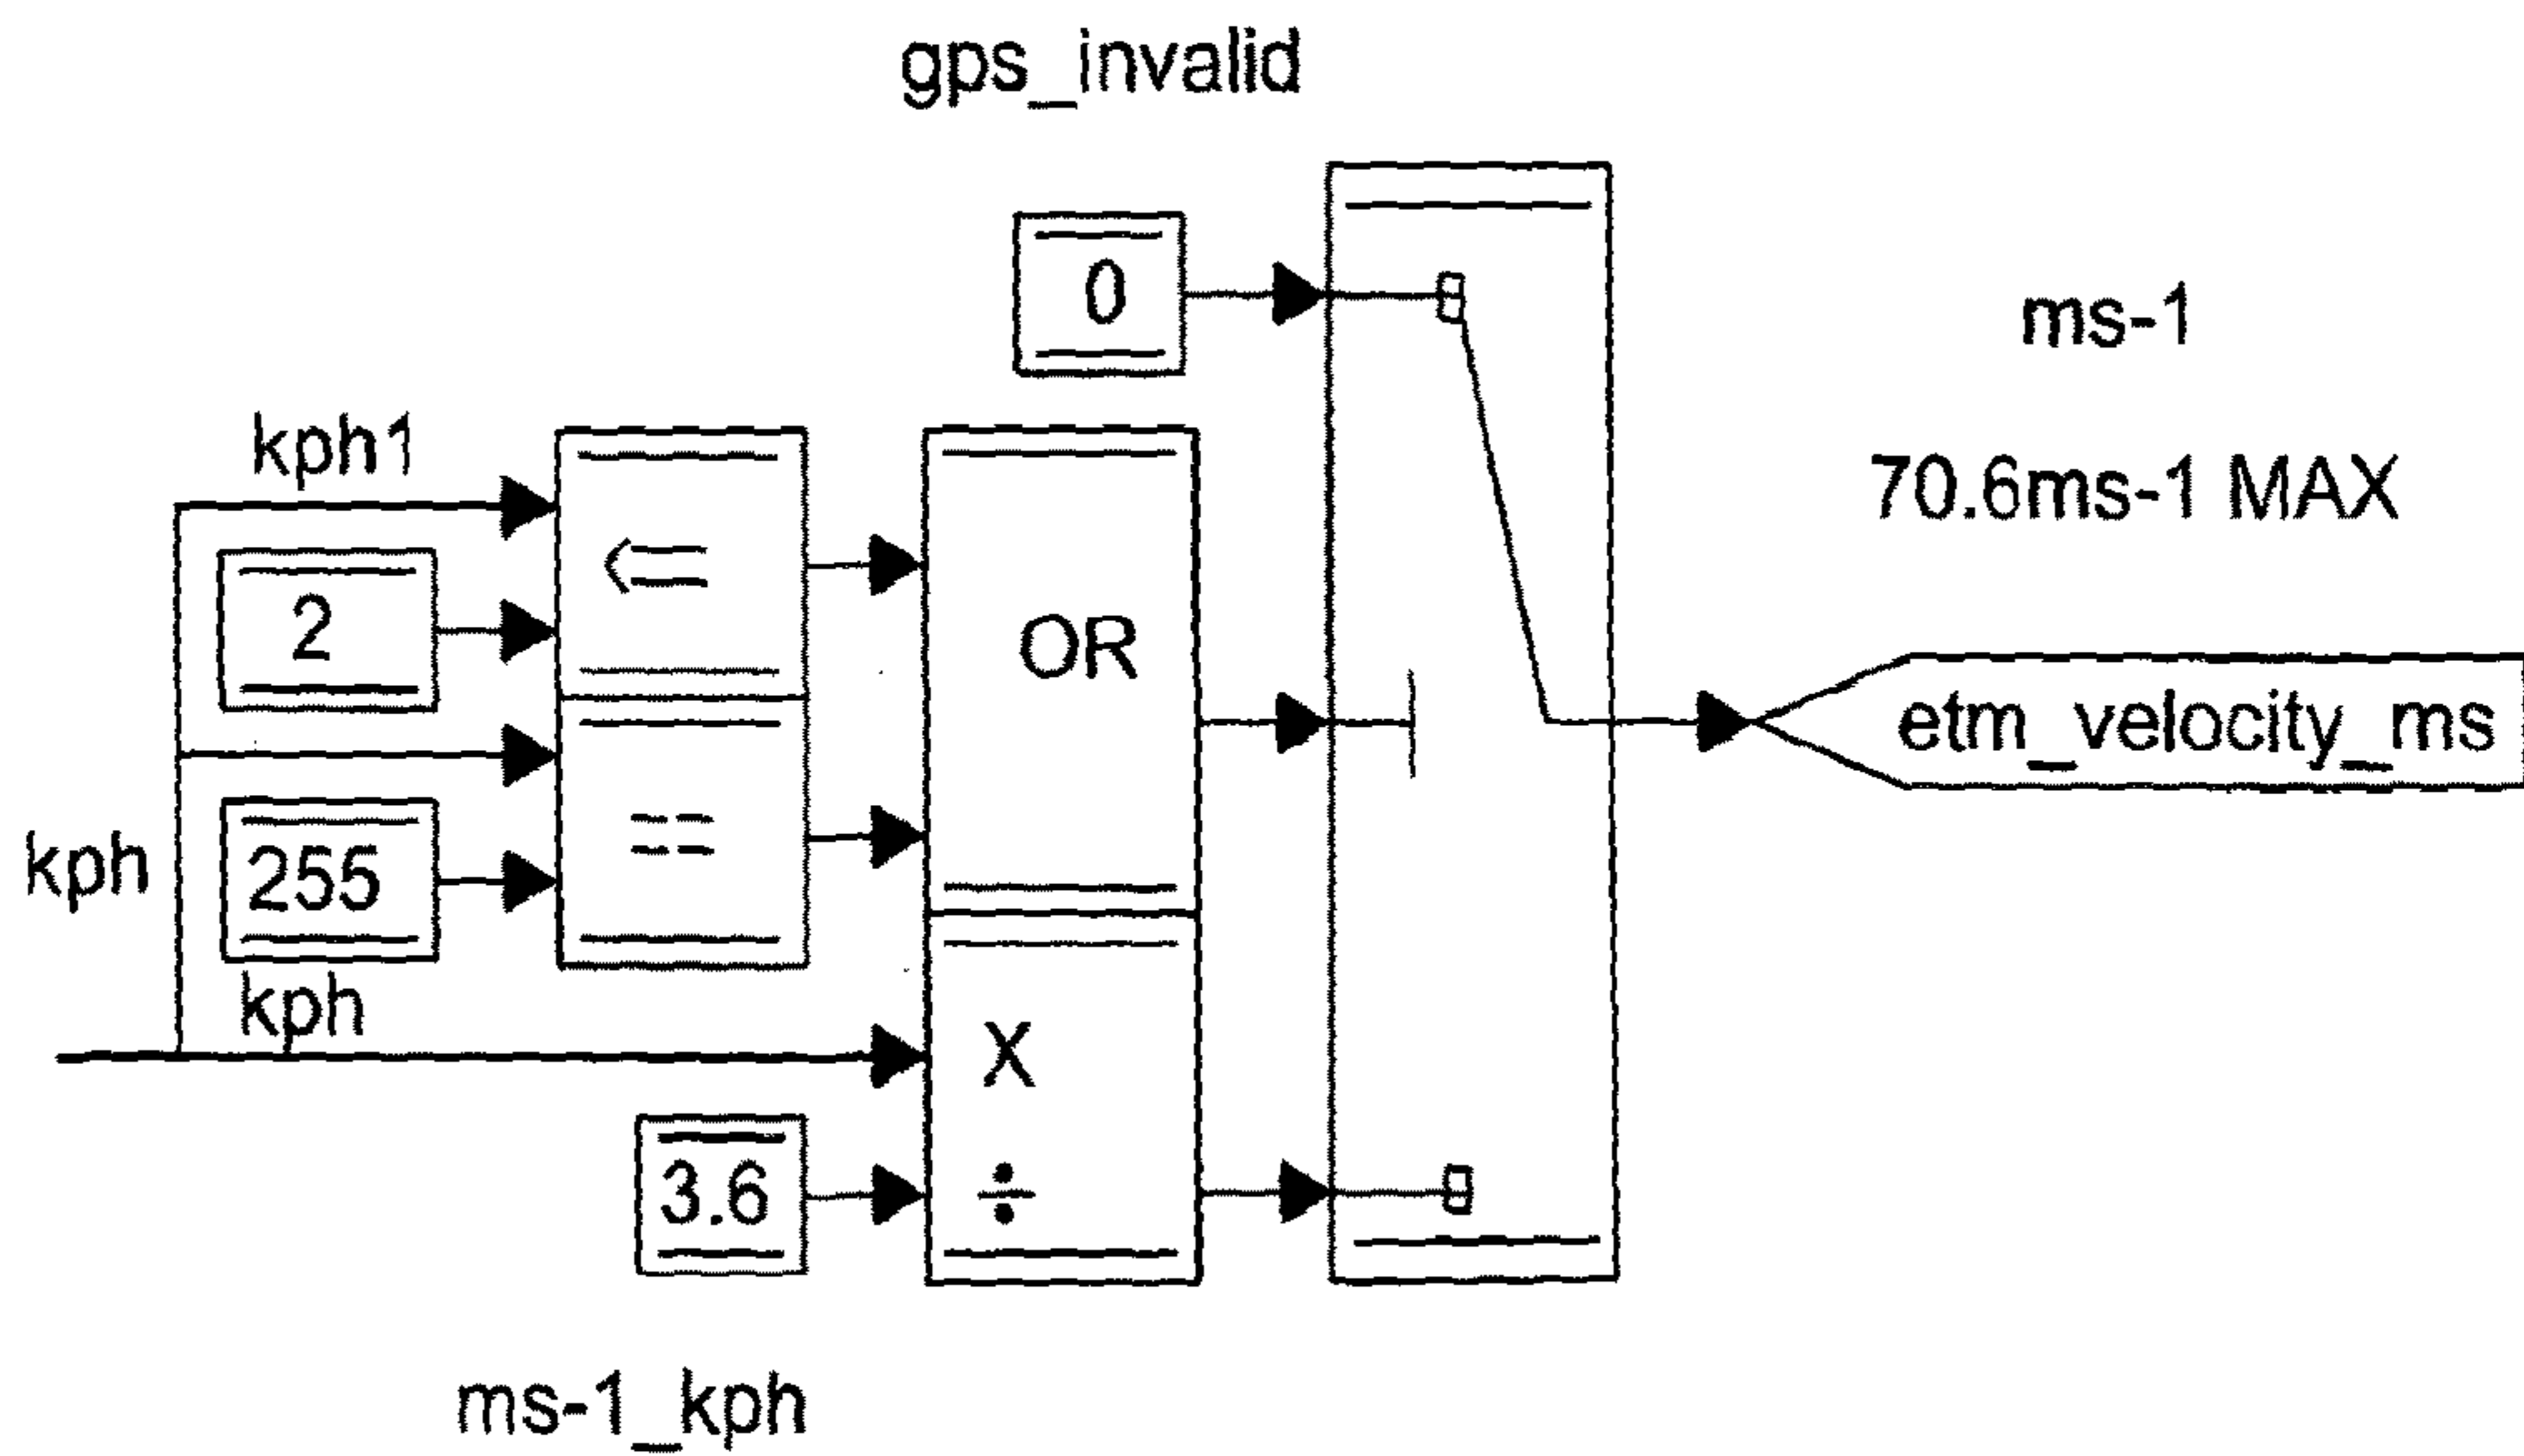 gps_invalid
0
ms-1
kph1
70.6ms-1 MAX
<=
2
OR
etm_velocity_ms
==
kph
255
kph
X
3.6
÷
ms-1_kph